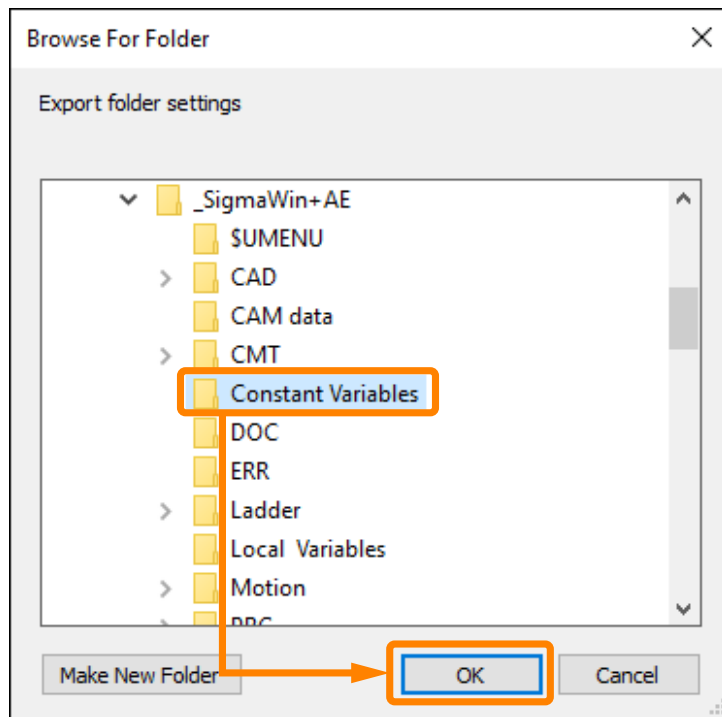 Browse For Folder
Export folder settings
_SigmaWin+AE
$UMENU
CAD
CAM data
CMT
Constant Variables
DOC
ERR
Ladder
Local Variables
Motion
Make New Folder
OK
Cancel